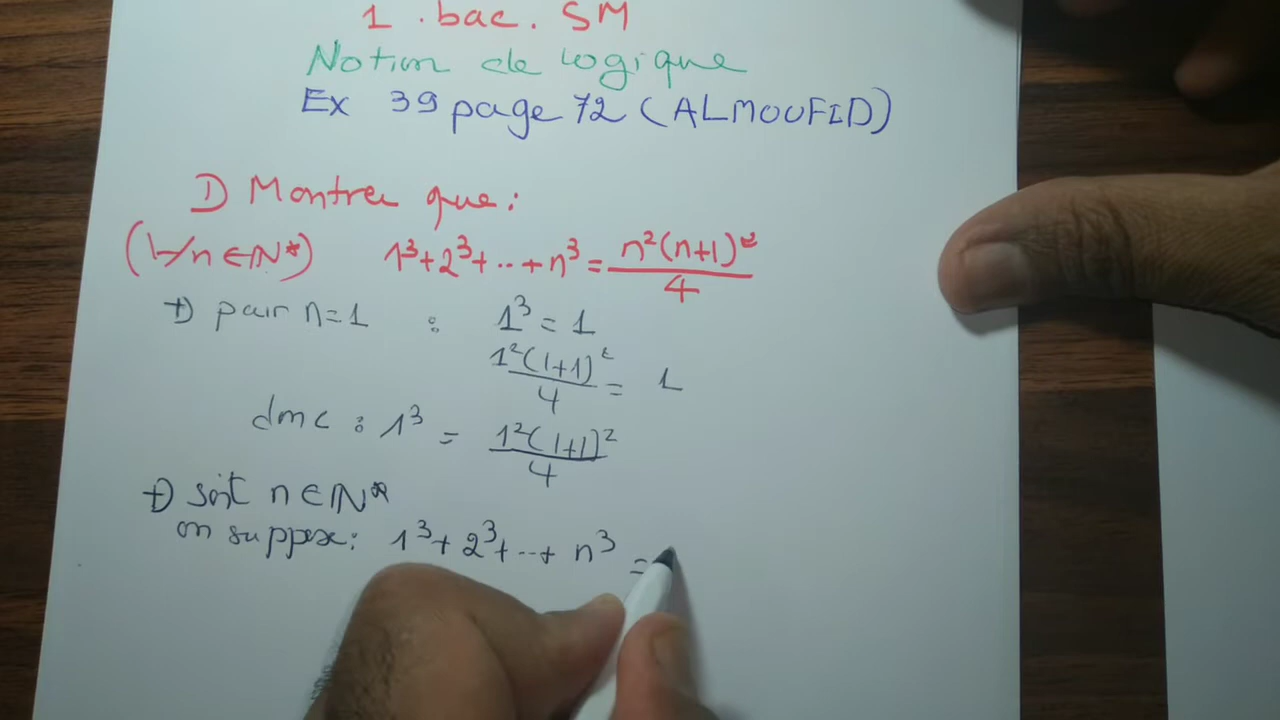 1. bac. SM
Notion de logique
Ex 39 page 72 (ALMOUFID)
1) Montrer que:
(∀n∈ℕ*) 1³+2³+...+n³ = n²(n+1)²/4
+) pour n=1 : 1³ = 1
1²(1+1)²/4 = 1
donc : 1³ = 1²(1+1)²/4
+) soit n∈ℕ*
on suppose: 1³+2³+...+ n³ =